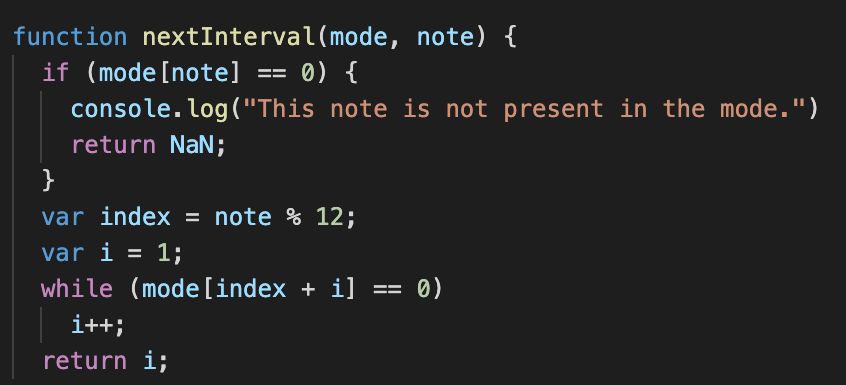 function nextInterval(mode, note) {
if (mode[note] == 0) {
console.log("This note is not present in the mode.")
return NaN;
}
var index = note % 12;
var i = 1;
while (mode[index + i] == 0)
i++;
return i;